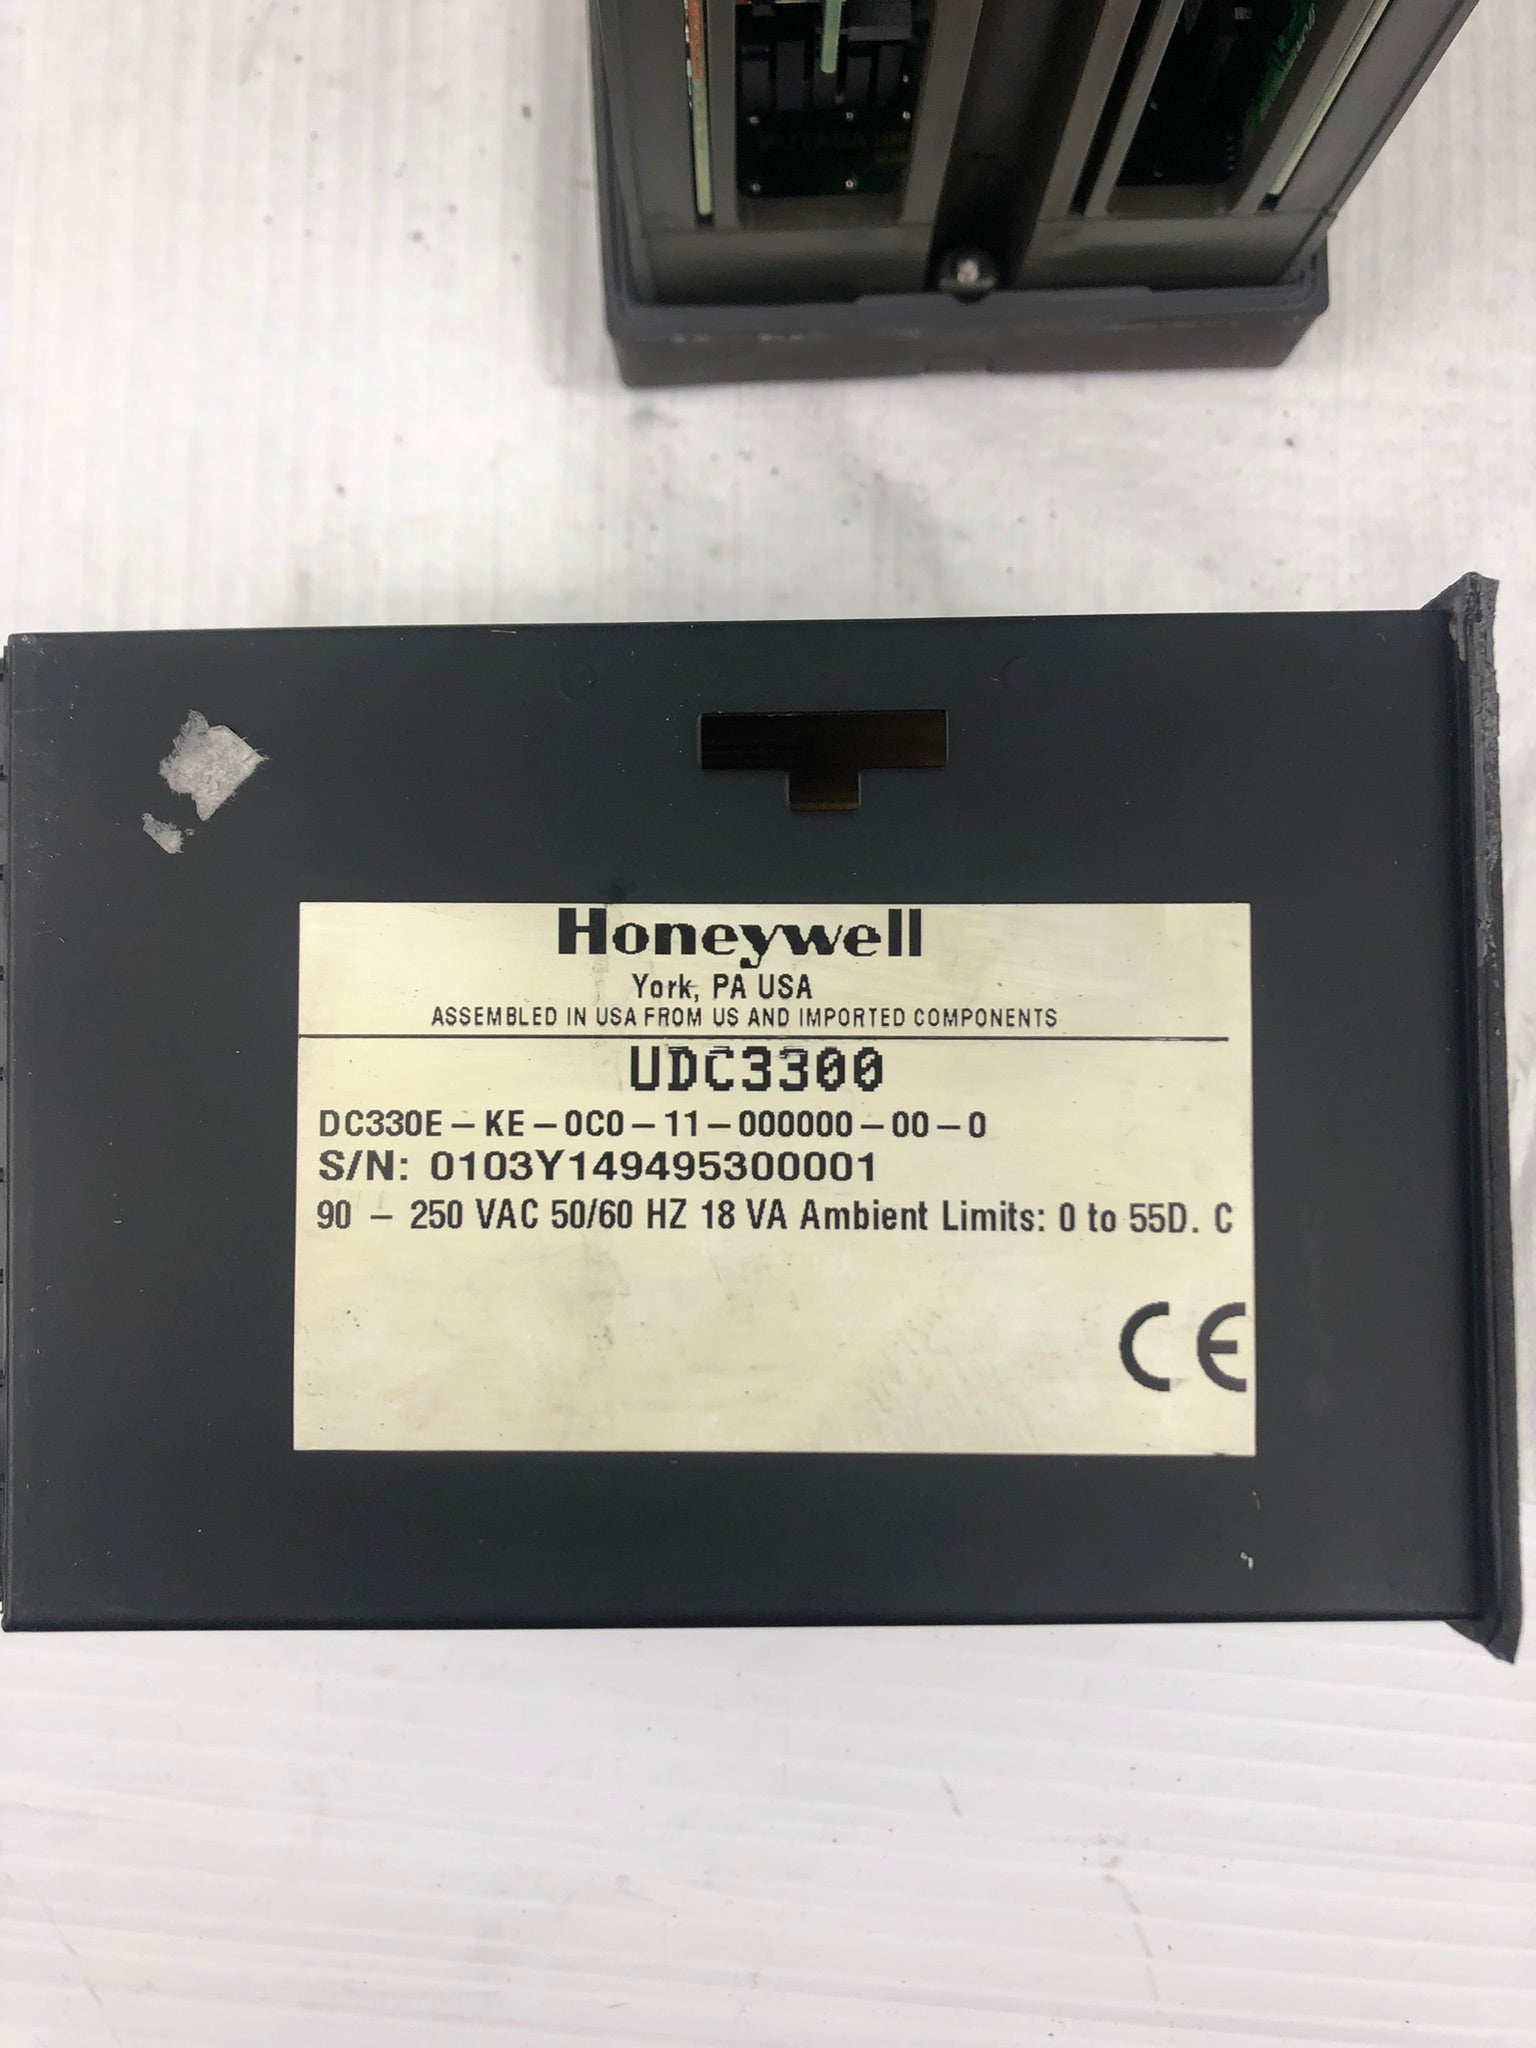 Honeywell
York, PA USA
ASSEMBLED IN USA FROM US AND IMPORTED COMPONENTS
UDC3300
DC330E-KE-0C0-11-000000-00-0
S/N: 0103Y149495300001
90 - 250 VAC 50/60 HZ 18 VA Ambient Limits: 0 to 55D. C
CE